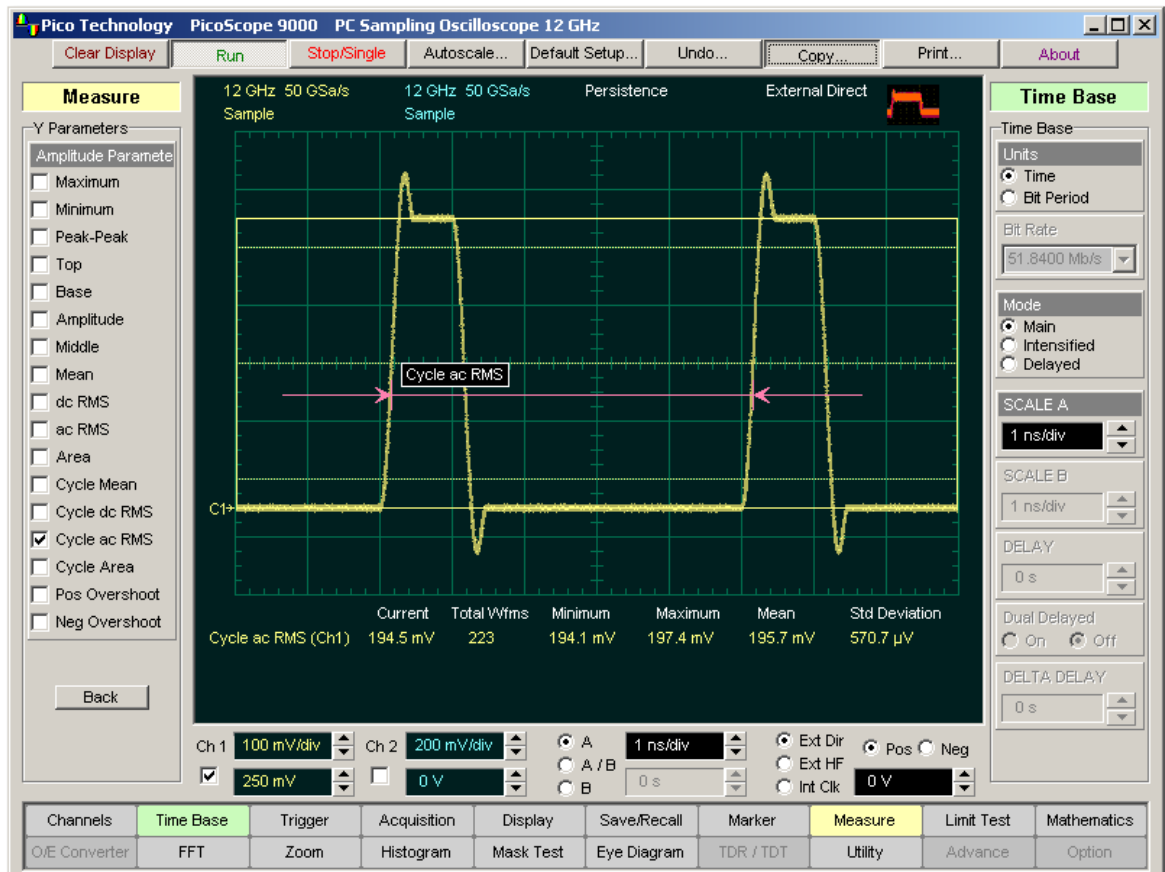 Pico Technology PicoScope 9000 PC Sampling Oscilloscope 12 GHz
Clear Display Run Stop/Single Autoscale... Default Setup... Undo... Copy... Print... About
Measure
Y Parameters
Amplitude Paramete
Maximum
Minimum
Peak-Peak
Top
Base
Amplitude
Middle
Mean
dc RMS
ac RMS
Area
Cycle Mean
Cycle dc RMS
Cycle ac RMS
Cycle Area
Pos Overshoot
Neg Overshoot
Back
12 GHz 50 GSa/s 12 GHz 50 GSa/s Persistence External Direct
Sample Sample
Cycle ac RMS
C1
Current Total Wfms Minimum Maximum Mean Std Deviation
Cycle ac RMS (Ch1) 194.5 mV 223 194.1 mV 197.4 mV 195.7 mV 570.7 µV
Time Base
Time Base
Units
Time
Bit Period
Bit Rate
51.8400 Mb/s
Mode
Main
Intensified
Delayed
SCALE A
1 ns/div
SCALE B
1 ns/div
DELAY
0 s
Dual Delayed
On Off
DELTA DELAY
0 s
Ch 1 100 mV/div Ch 2 200 mV/div A 1 ns/div Ext Dir Pos Neg
A / B Ext HF
250 mV 0 V B 0 s Int Clk 0 V
Channels Time Base Trigger Acquisition Display Save/Recall Marker Measure Limit Test Mathematics
O/E Converter FFT Zoom Histogram Mask Test Eye Diagram TDR / TDT Utility Advance Option